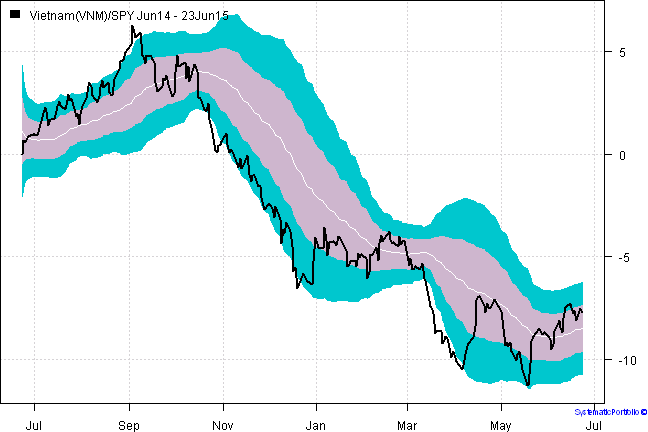 Vietnam(VNM)/SPY Jun14 - 23Jun15
5
0
-5
-10
SystematicPortfolio ©
Jul Sep Nov Jan Mar May Jul